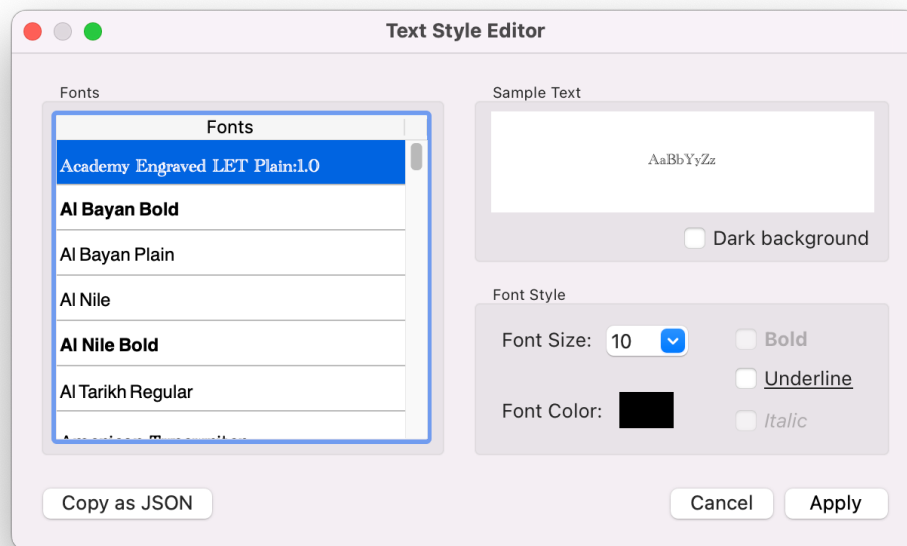 Text Style Editor
Fonts
Fonts
Academy Engraved LET Plain:1.0
Al Bayan Bold
Al Bayan Plain
Al Nile
Al Nile Bold
Al Tarikh Regular
American Typewriter
Sample Text
AaBbYyZz
Dark background
Font Style
Font Size: 10
Bold
Underline
Font Color:
Italic
Copy as JSON
Cancel
Apply